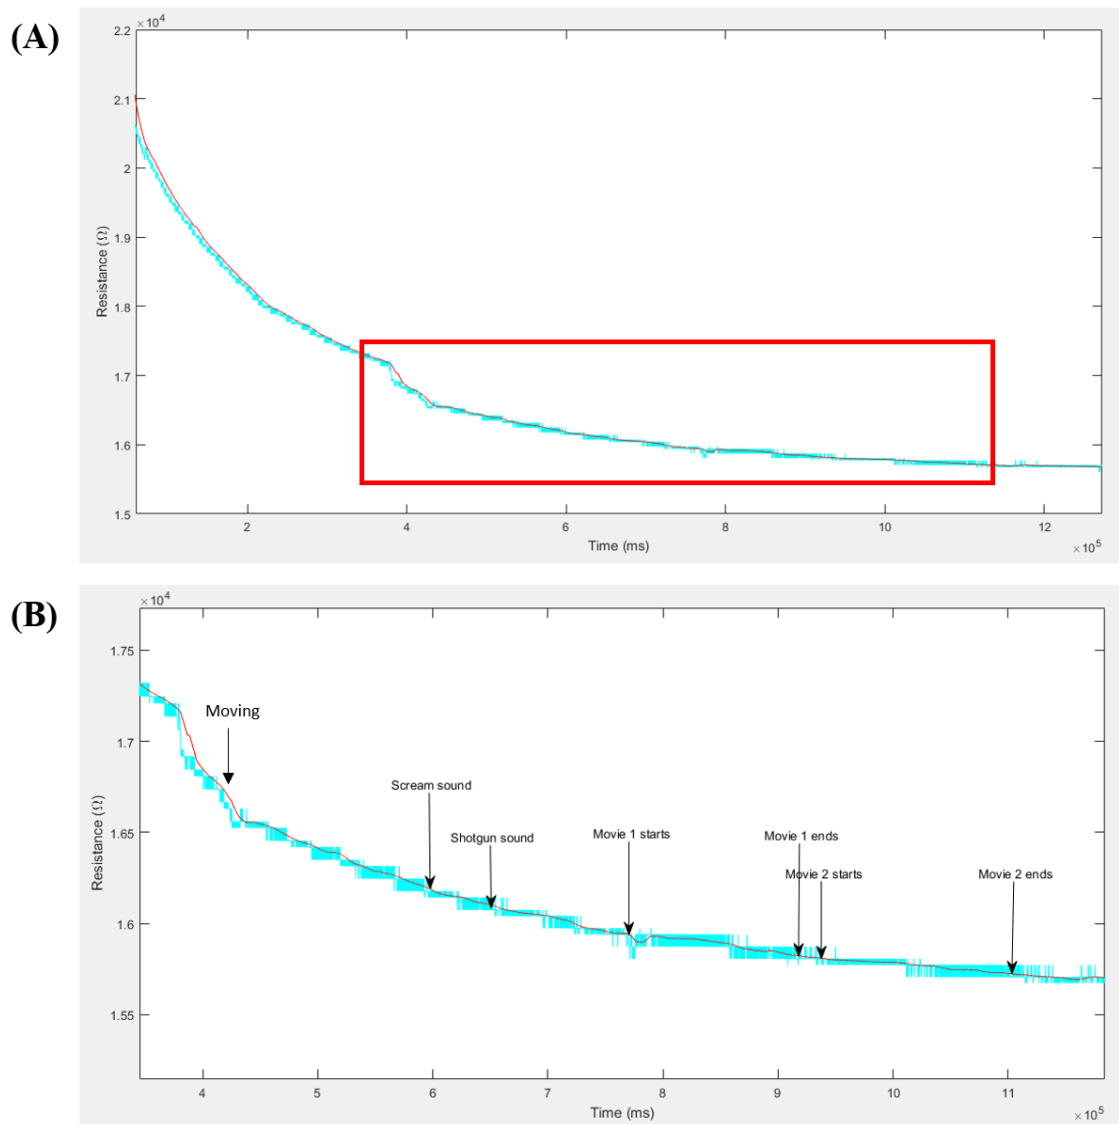 (A)
×10⁴
2.2
2.1
2
1.9
1.8
1.7
1.6
1.5
Resistance (Ω)
2 4 6 8 10 12
Time (ms)
×10⁵
(B)
×10⁴
1.75
1.7
1.65
1.6
1.55
Resistance (Ω)
Moving
Scream sound
Shotgun sound
Movie 1 starts
Movie 1 ends
Movie 2 starts
Movie 2 ends
4 5 6 7 8 9 10 11
Time (ms)
×10⁵